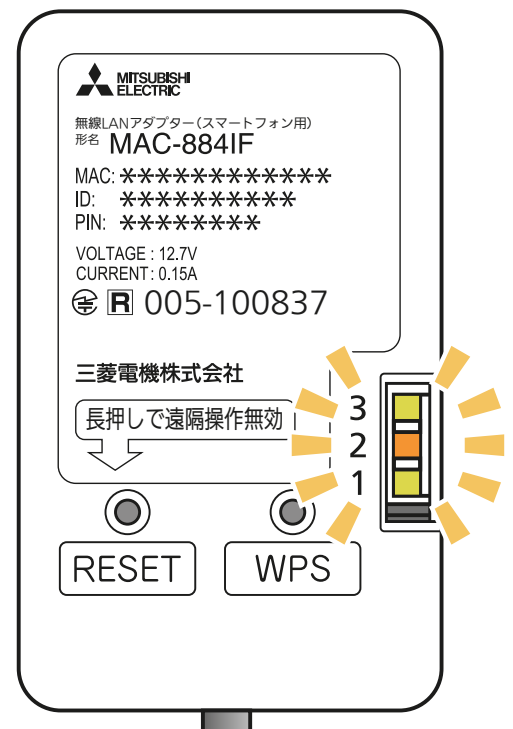 MITSUBISHI
ELECTRIC
無線LANアダプター(スマートフォン用)
形名 MAC-884IF
MAC: ************
ID: **********
PIN: ********
VOLTAGE : 12.7V
CURRENT : 0.15A
R 005-100837
三菱電機株式会社
長押しで遠隔操作無効
3
2
1
RESET WPS